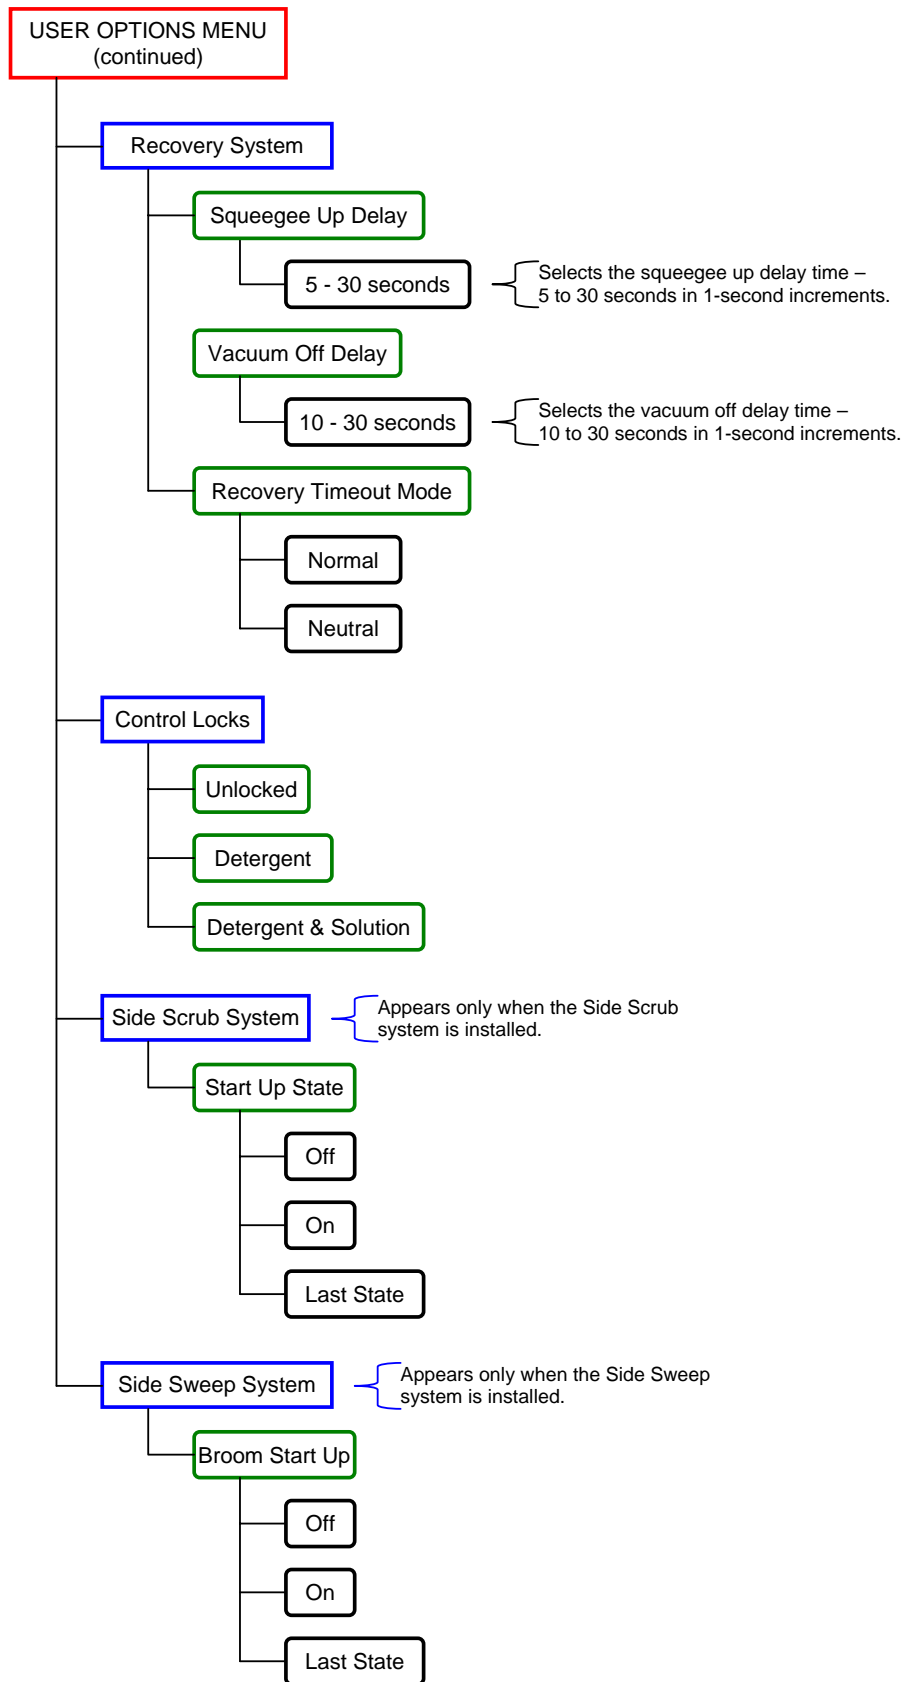 USER OPTIONS MENU
(continued)
Recovery System
Squeegee Up Delay
5 - 30 seconds
Selects the squeegee up delay time –
5 to 30 seconds in 1-second increments.
Vacuum Off Delay
10 - 30 seconds
Selects the vacuum off delay time –
10 to 30 seconds in 1-second increments.
Recovery Timeout Mode
Normal
Neutral
Control Locks
Unlocked
Detergent
Detergent & Solution
Side Scrub System
Appears only when the Side Scrub
system is installed.
Start Up State
Off
On
Last State
Side Sweep System
Appears only when the Side Sweep
system is installed.
Broom Start Up
Off
On
Last State